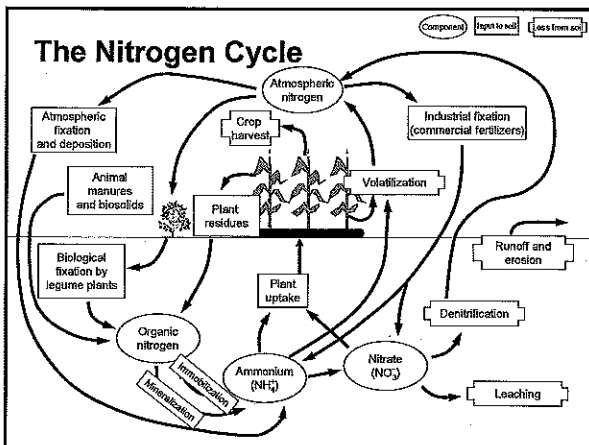 Component
Input to soil
Loss from soil
The Nitrogen Cycle
Atmospheric
nitrogen
Atmospheric
fixation
and deposition
Crop
harvest
Industrial fixation
(commercial fertilizers)
Animal
manures
and biosolids
Plant
residues
Volatilization
Runoff and
erosion
Biological
fixation by
legume plants
Plant
uptake
Denitrification
Organic
nitrogen
Ammonium
(NH₄⁺)
Nitrate
(NO₃⁻)
Immobilization
Mineralization
Leaching